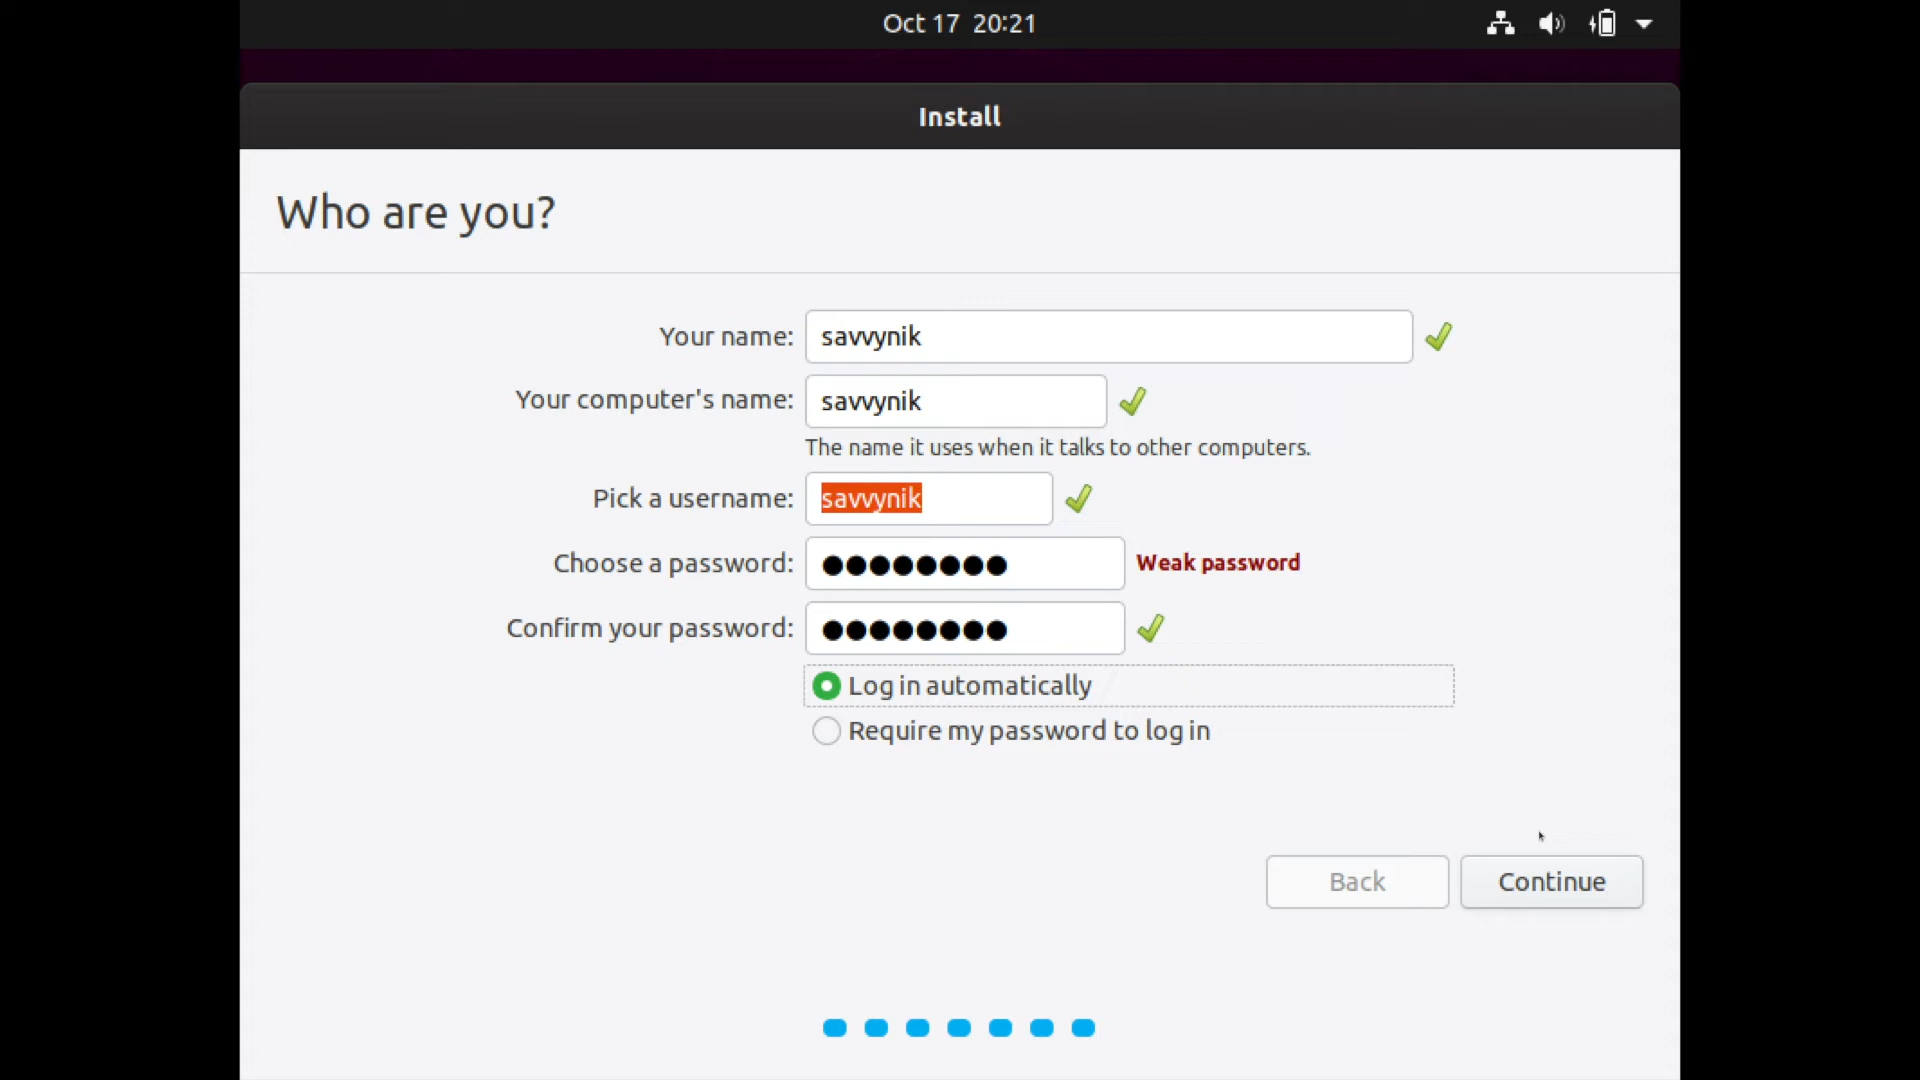 Oct 17 20:21
Install
Who are you?
Your name: savvynik
Your computer's name: savvynik
The name it uses when it talks to other computers.
Pick a username: savvynik
Choose a password: ●●●●●●●● Weak password
Confirm your password: ●●●●●●●●
Log in automatically
Require my password to log in
Back Continue